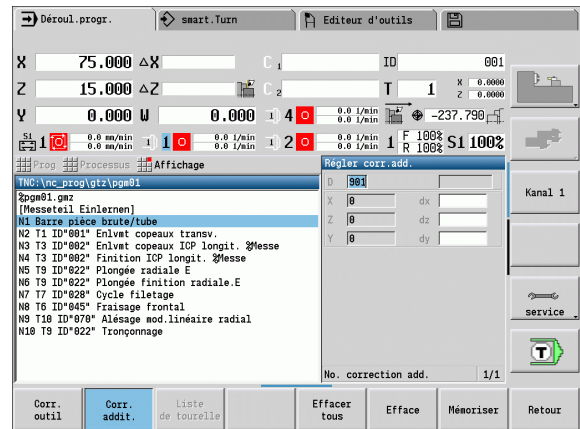 Déroul.progr.
smart.Turn
Editeur d'outils
X 75.000 △X C 1 ID 001
Z 15.000 △Z C 2 T 1 X 0.0000
Z 0.0000
Y 0.000 W 0.000 1) 4 0 0.0 1/min
0.0 1/min -237.790
S1 1 0.0 mm/min
0.0 mm/min 1) 1 0 0.0 1/min
0.0 1/min 1) 2 0 0.0 1/min
0.0 1/min 1 F 100%
R 100% S1 100%
Prog Processus Affichage
Régler corr.add.
TNC:\nc_prog\gtz\pgm01
%pgm01.gmz
[Messeteil Einlernen]
N1 Barre pièce brute/tube
N2 T1 ID"001" Enlvmt copeaux transv.
N3 T3 ID"002" Enlvmt copeaux ICP longit. %Messe
N4 T3 ID"002" Finition ICP longit. %Messe
N5 T9 ID"022" Plongée radiale E
N6 T9 ID"022" Plongée finition radiale.E
N7 T7 ID"028" Cycle filetage
N8 T6 ID"045" Fraisage frontal
N9 T10 ID"070" Alésage mod.linéaire radial
N10 T9 ID"022" Tronçonnage
D 901
X 0 dx
Z 0 dz
Y 0 dy
No. correction add. 1/1
Kanal 1
service
T
Corr. outil
Corr. addit.
Liste de tourelle
Effacer tous
Efface
Mémoriser
Retour